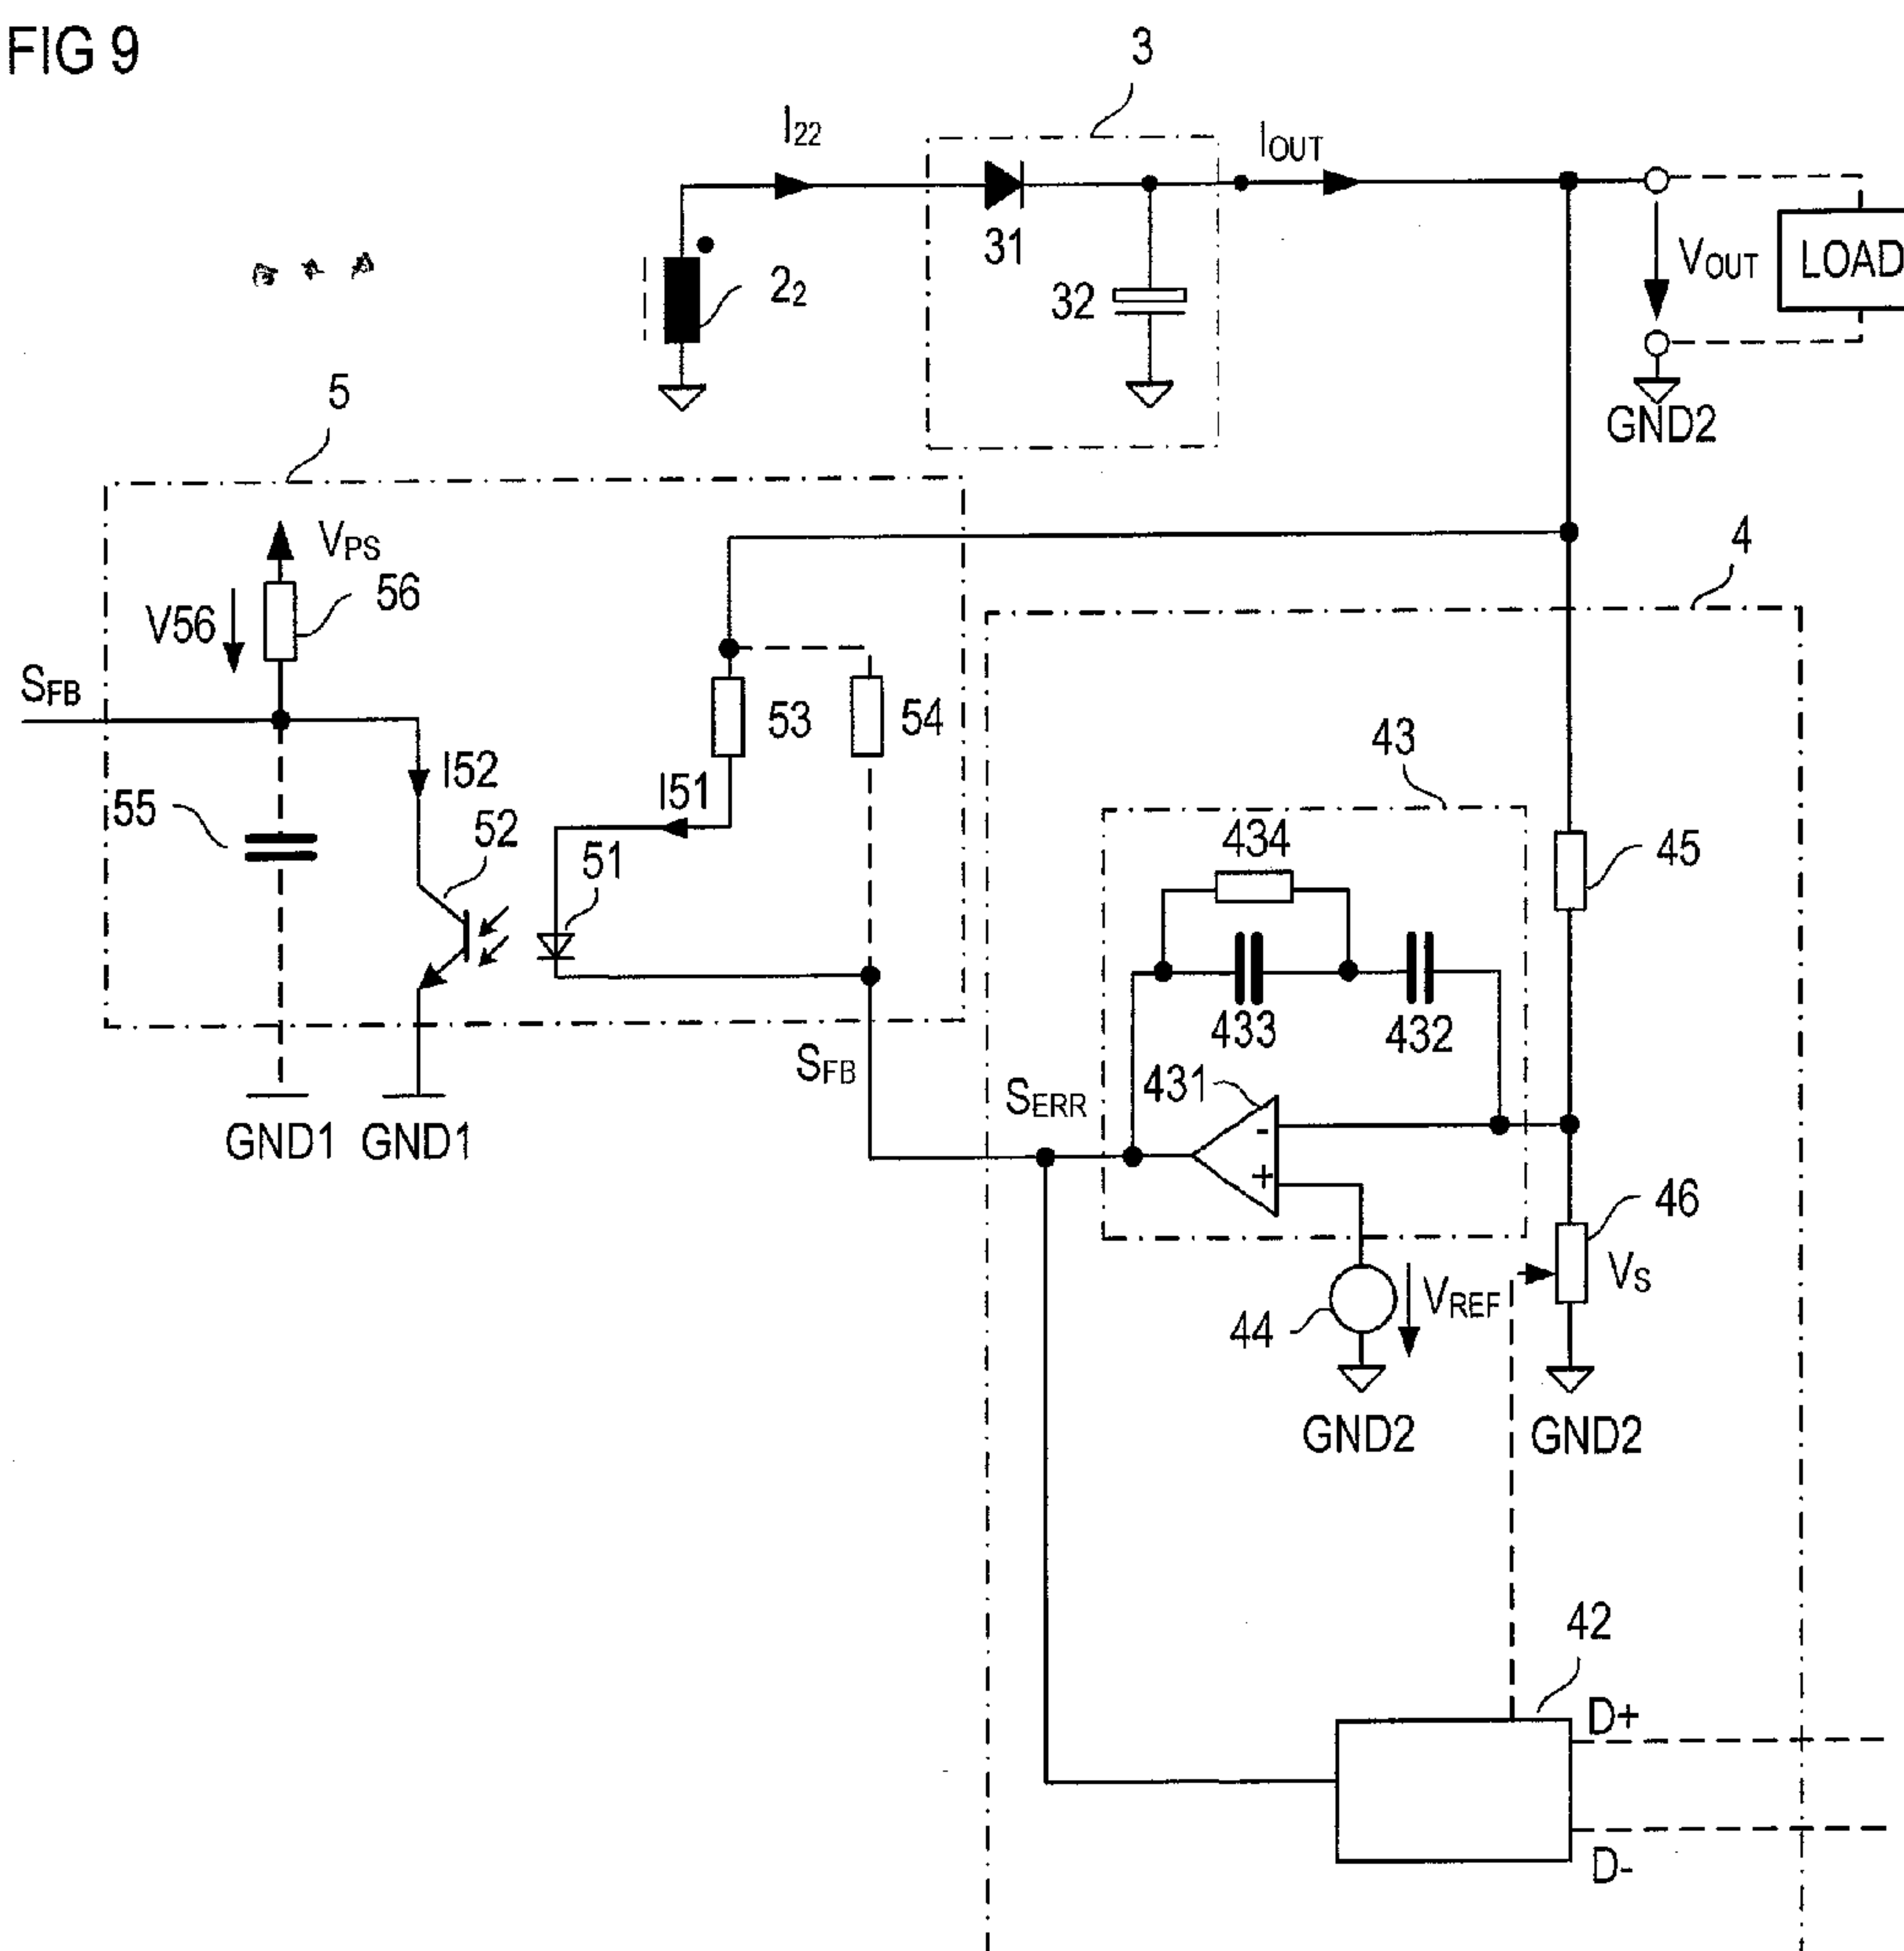 FIG 9
3
I22
IOUT
31
22
32
VOUT
LOAD
GND2
5
VPS
56
V56
SFB
4
53
54
43
I52
I51
55
52
51
434
45
433
432
SFB
SERR
431
-
+
GND1
GND1
46
VS
VREF
44
GND2
GND2
42
D+
D-